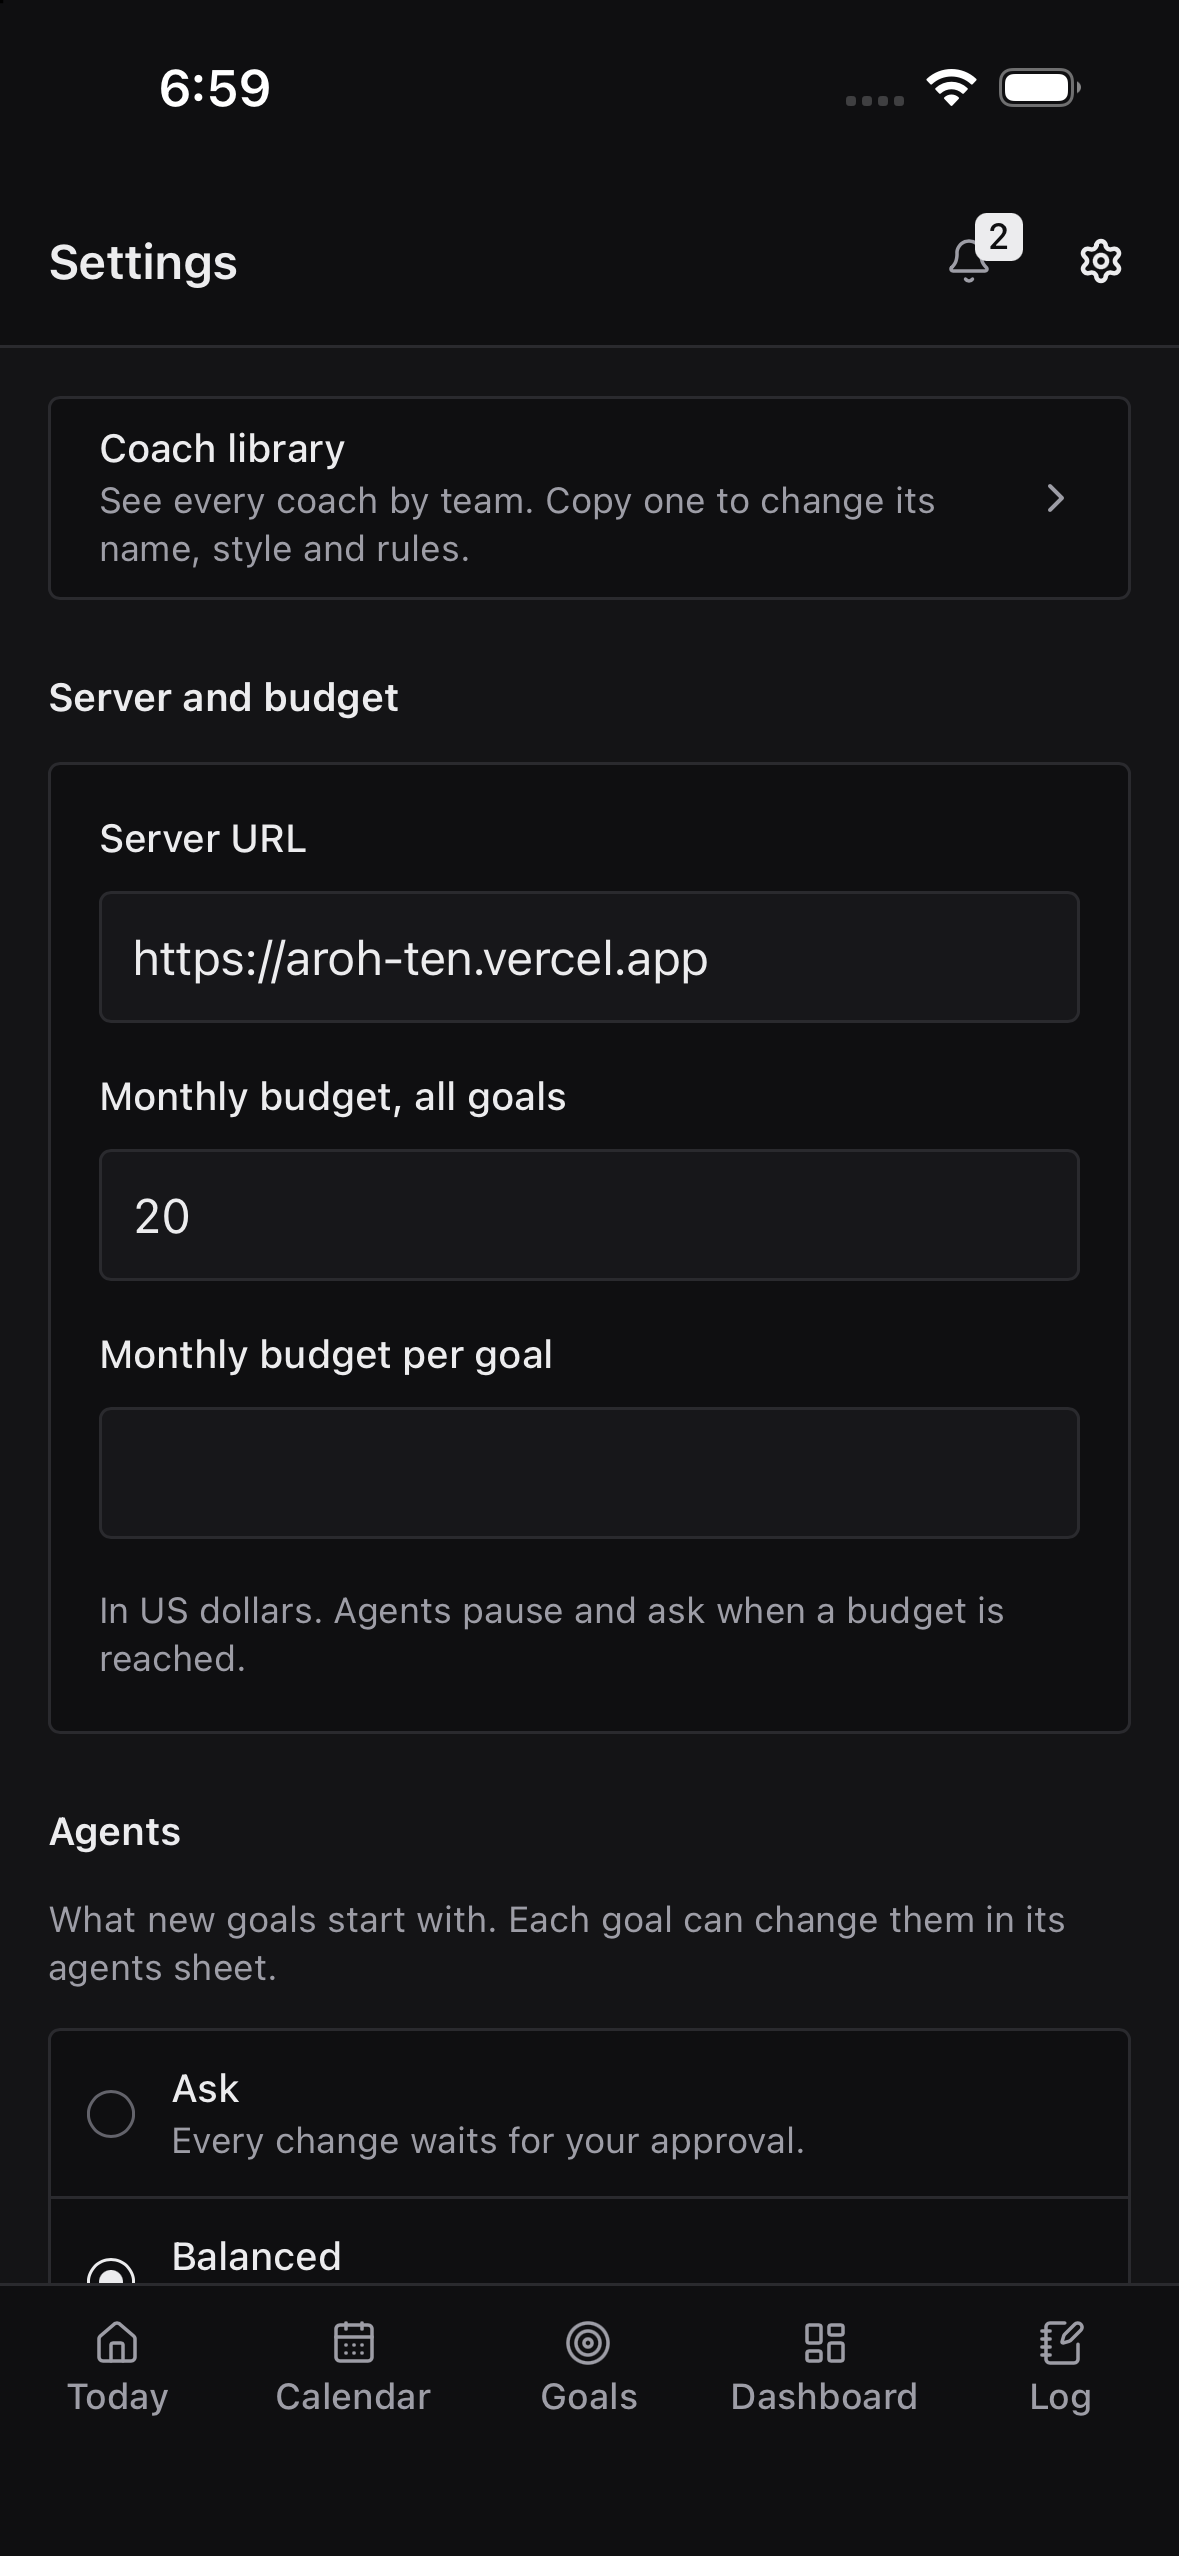 6:59
Settings
2
Coach library
See every coach by team. Copy one to change its
name, style and rules.
Server and budget
Server URL
https://aroh-ten.vercel.app
Monthly budget, all goals
20
Monthly budget per goal
In US dollars. Agents pause and ask when a budget is
reached.
Agents
What new goals start with. Each goal can change them in its
agents sheet.
Ask
Every change waits for your approval.
Balanced
Today
Calendar
Goals
Dashboard
Log